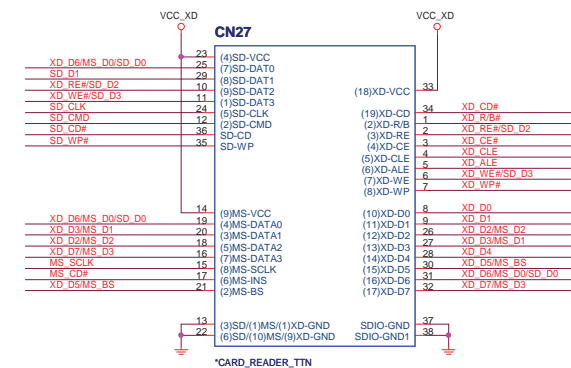 VCC_XD VCC_XD
CN27
23 (4)SD-VCC
XD_D6/MS_D0/SD_D0 25 (7)SD-DAT0
SD_D1 29 (8)SD-DAT1
XD_RE#/SD_D2 10 (9)SD-DAT2 (18)XD-VCC 33
XD_WE#/SD_D3 11 (1)SD-DAT3
SD_CLK 24 (5)SD-CLK (19)XD-CD 34 XD_CD#
SD_CMD 12 (2)SD-CMD (2)XD-R/B 1 XD_R/B#
SD_CD# 36 SD-CD (3)XD-RE 2 XD_RE#/SD_D2
SD_WP# 35 SD-WP (4)XD-CE 3 XD_CE#
(5)XD-CLE 4 XD_CLE
(6)XD-ALE 5 XD_ALE
(7)XD-WE 6 XD_WE#/SD_D3
(8)XD-WP 7 XD_WP#
14 (9)MS-VCC (10)XD-D0 8 XD_D0
XD_D6/MS_D0/SD_D0 19 (4)MS-DATA0 (11)XD-D1 9 XD_D1
XD_D3/MS_D1 20 (3)MS-DATA1 (12)XD-D2 26 XD_D2/MS_D2
XD_D2/MS_D2 18 (5)MS-DATA2 (13)XD-D3 27 XD_D3/MS_D1
XD_D7/MS_D3 16 (7)MS-DATA3 (14)XD-D4 28 XD_D4
MS_SCLK 15 (8)MS-SCLK (15)XD-D5 30 XD_D5/MS_BS
MS_CD# 17 (6)MS-INS (16)XD-D6 31 XD_D6/MS_D0/SD_D0
XD_D5/MS_BS 21 (2)MS-BS (17)XD-D7 32 XD_D7/MS_D3
13 (3)SD/(1)MS/(1)XD-GND SDIO-GND 37
22 (6)SD/(10)MS/(9)XD-GND SDIO-GND1 38
*CARD_READER_TTN